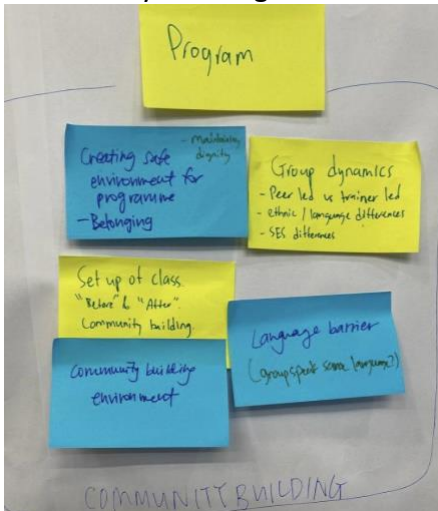 Program
Creating safe
environment for
programme
- Belonging
- Maintaining
dignity
Group dynamics
- Peer led vs trainer led
- ethnic / language differences
- SES differences
Set up of class
"Before" & "After"
Community building
Language barrier
(group speak same language?)
Community building
environment
COMMUNITY BUILDING